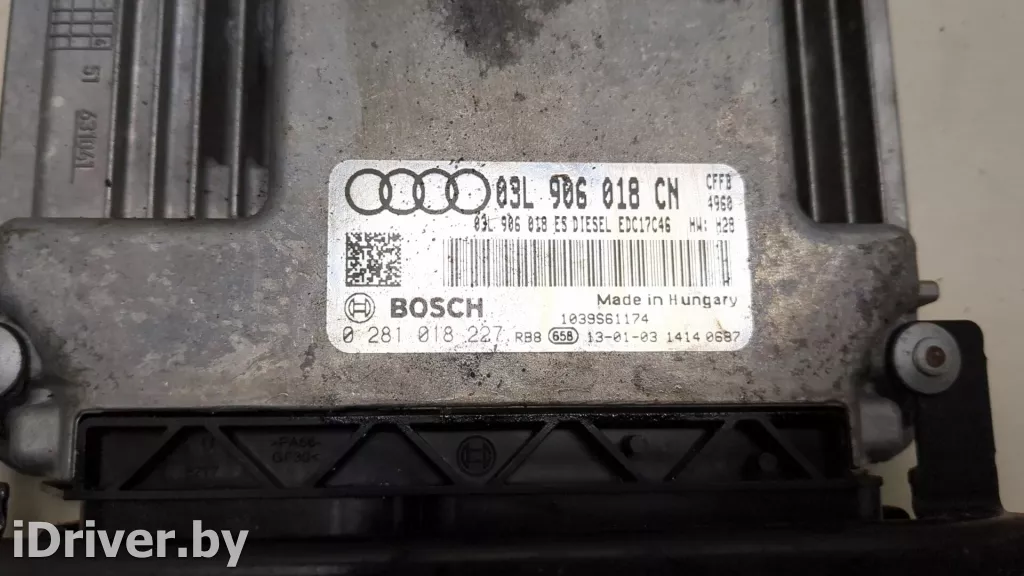 51
03L 906 018 CN
CFFB
4960
03L 906 018 ES DIESEL EDC17C46 HW: H28
BOSCH
Made in Hungary
1039S61174
0 281 018 227 RB8 658 13-01-03 1414 0687
iDriver.by